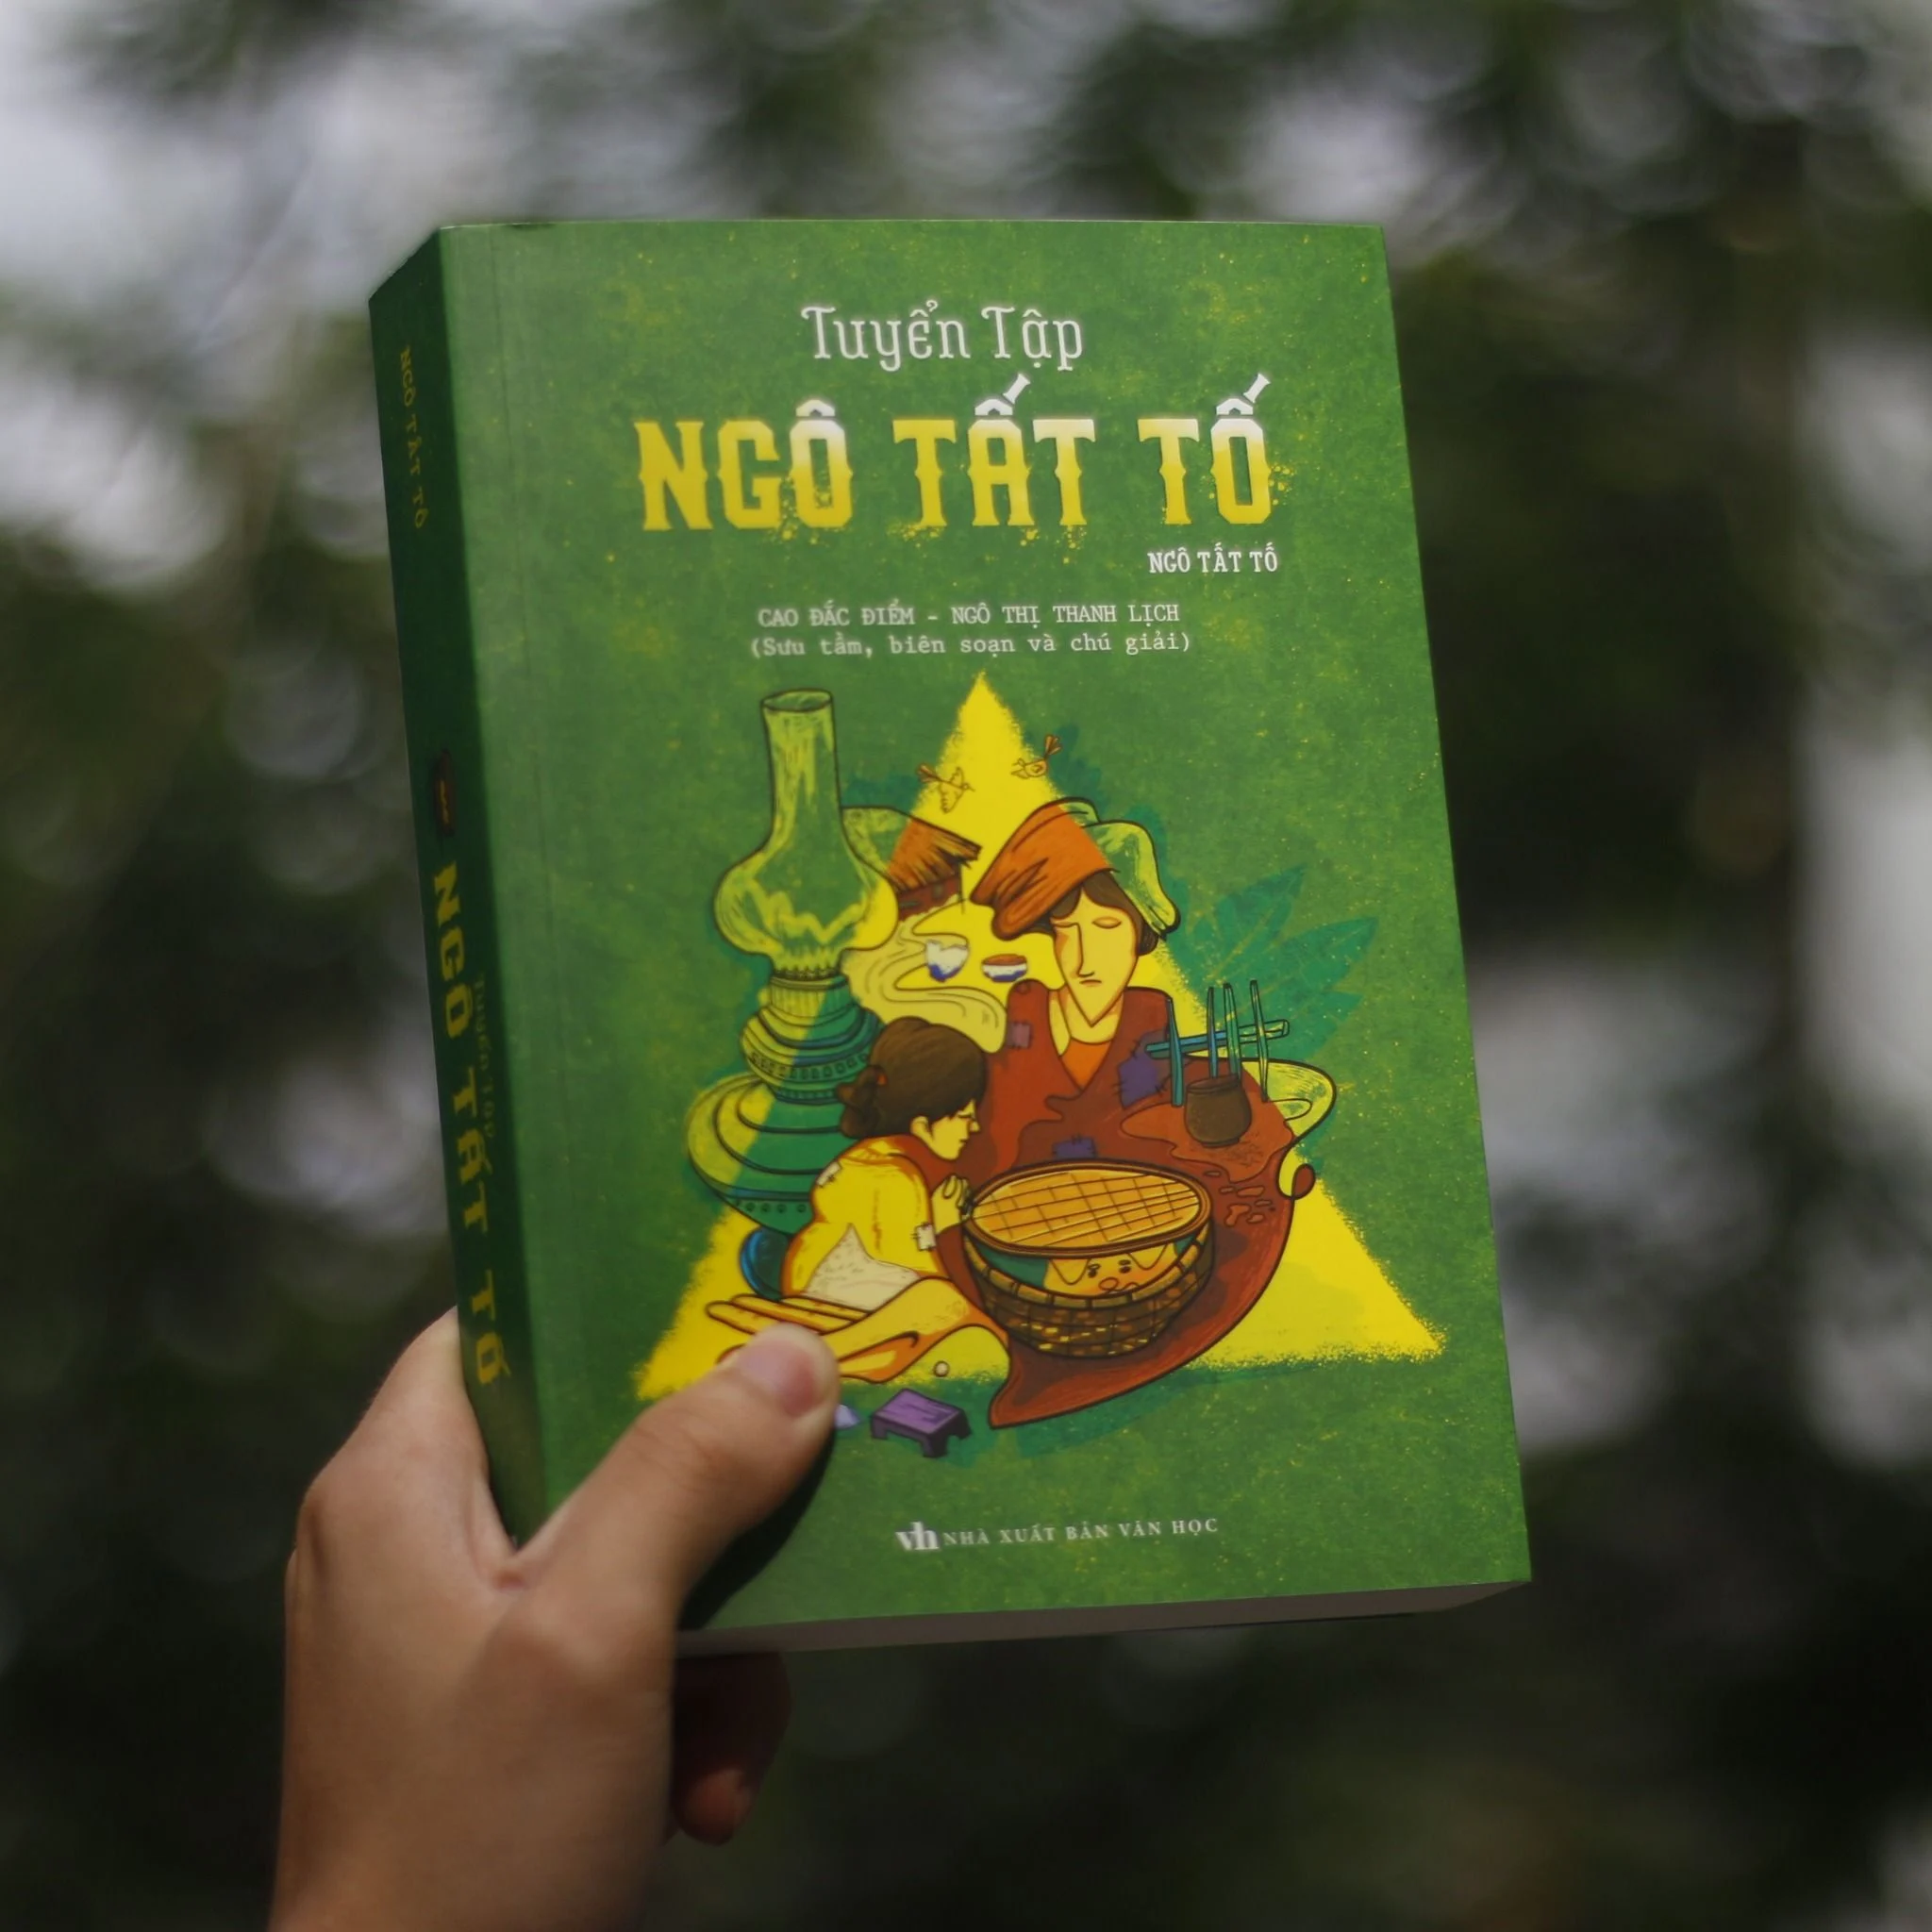 Tuyển Tập
NGÔ TẤT TỐ
NGÔ TẤT TỐ
CAO ĐẮC ĐIỂM - NGÔ THỊ THANH LỊCH
(Sưu tầm, biên soạn và chú giải)
vh NHÀ XUẤT BẢN VĂN HỌC
NGÔ TẤT TỐ
Tuyển Tập
NGÔ TẤT TỐ